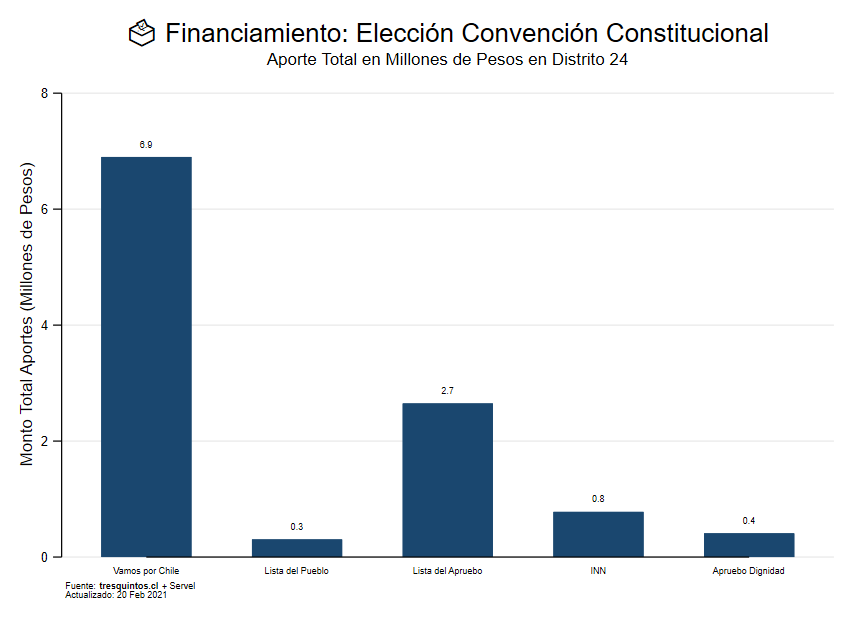 Financiamiento: Elección Convención Constitucional
Aporte Total en Millones de Pesos en Distrito 24
Monto Total Aportes (Millones de Pesos)
8
6
4
2
0
6.9
0.3
2.7
0.8
0.4
Vamos por Chile
Lista del Pueblo
Lista del Apruebo
INN
Apruebo Dignidad
Fuente: tresquintos.cl + Servel
Actualizado: 20 Feb 2021